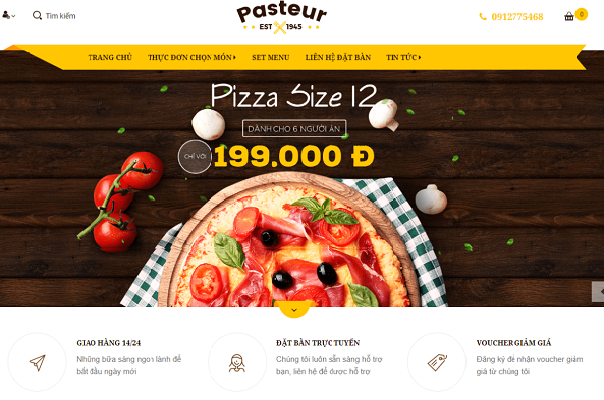 Tìm kiếm
Pasteur
EST 1945
0912775468
0
TRANG CHỦ THỰC ĐƠN CHỌN MÓN SET MENU LIÊN HỆ ĐẶT BÀN TIN TỨC
Pizza Size 12
DÀNH CHO 6 NGƯỜI ĂN
CHỈ VỚI 199.000 Đ
GIAO HÀNG 14/24
Những bữa sáng ngon lành để
bắt đầu ngày mới
ĐẶT BÀN TRỰC TUYẾN
Chúng tôi luôn sẵn sàng hỗ trợ
bạn, liên hệ để được hỗ trợ
VOUCHER GIẢM GIÁ
Đăng ký để nhận voucher giảm
giá từ chúng tôi